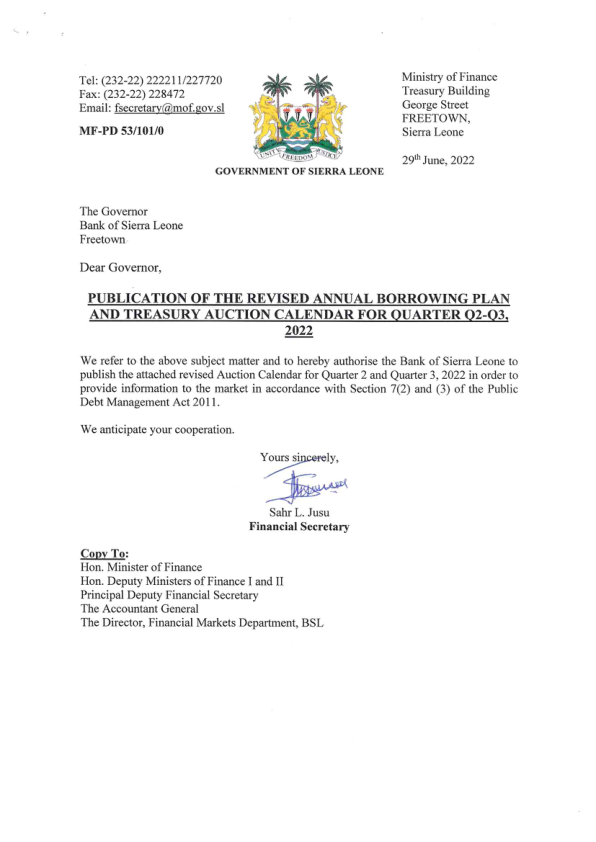 Tel: (232-22) 222211/227720
Fax: (232-22) 228472
Email: fsecretary@mof.gov.sl
MF-PD 53/101/0
UNITY FREEDOM JUSTICE
GOVERNMENT OF SIERRA LEONE
Ministry of Finance
Treasury Building
George Street
FREETOWN,
Sierra Leone
29th June, 2022
The Governor
Bank of Sierra Leone
Freetown
Dear Governor,
PUBLICATION OF THE REVISED ANNUAL BORROWING PLAN
AND TREASURY AUCTION CALENDAR FOR QUARTER Q2-Q3,
2022
We refer to the above subject matter and to hereby authorise the Bank of Sierra Leone to
publish the attached revised Auction Calendar for Quarter 2 and Quarter 3, 2022 in order to
provide information to the market in accordance with Section 7(2) and (3) of the Public
Debt Management Act 2011.
We anticipate your cooperation.
Yours sincerely,
Sahr L. Jusu
Financial Secretary
Copy To:
Hon. Minister of Finance
Hon. Deputy Ministers of Finance I and II
Principal Deputy Financial Secretary
The Accountant General
The Director, Financial Markets Department, BSL